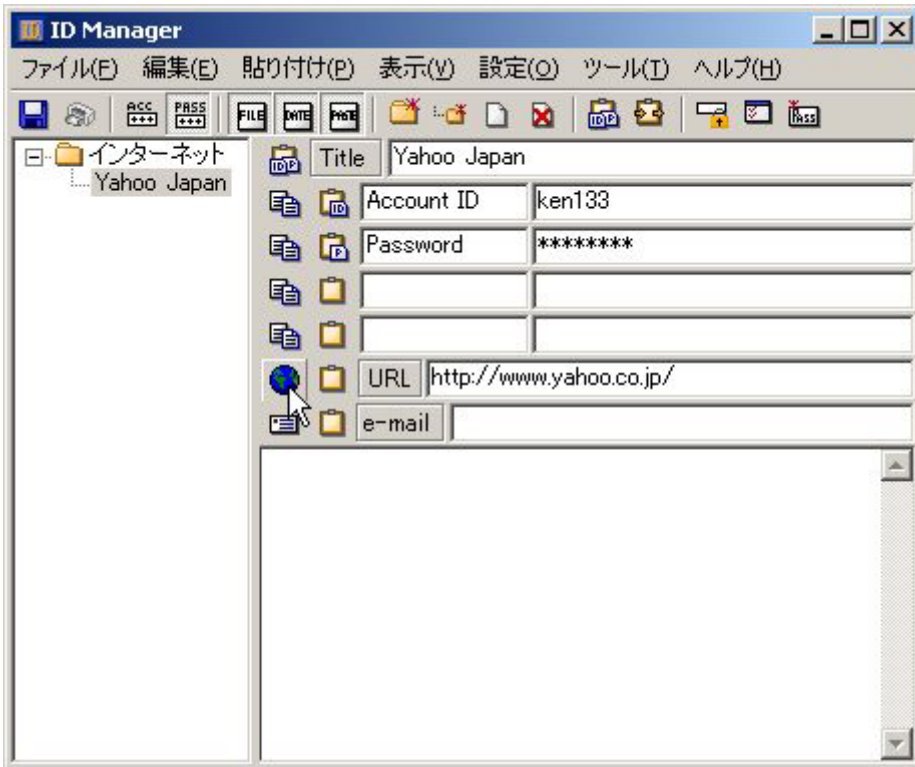 ID Manager
ファイル(F) 編集(E) 貼り付け(P) 表示(V) 設定(O) ツール(T) ヘルプ(H)
ACC PASS FILE DATE PASS
インターネット
Yahoo Japan
Title Yahoo Japan
Account ID ken133
Password ********
URL http://www.yahoo.co.jp/
e-mail